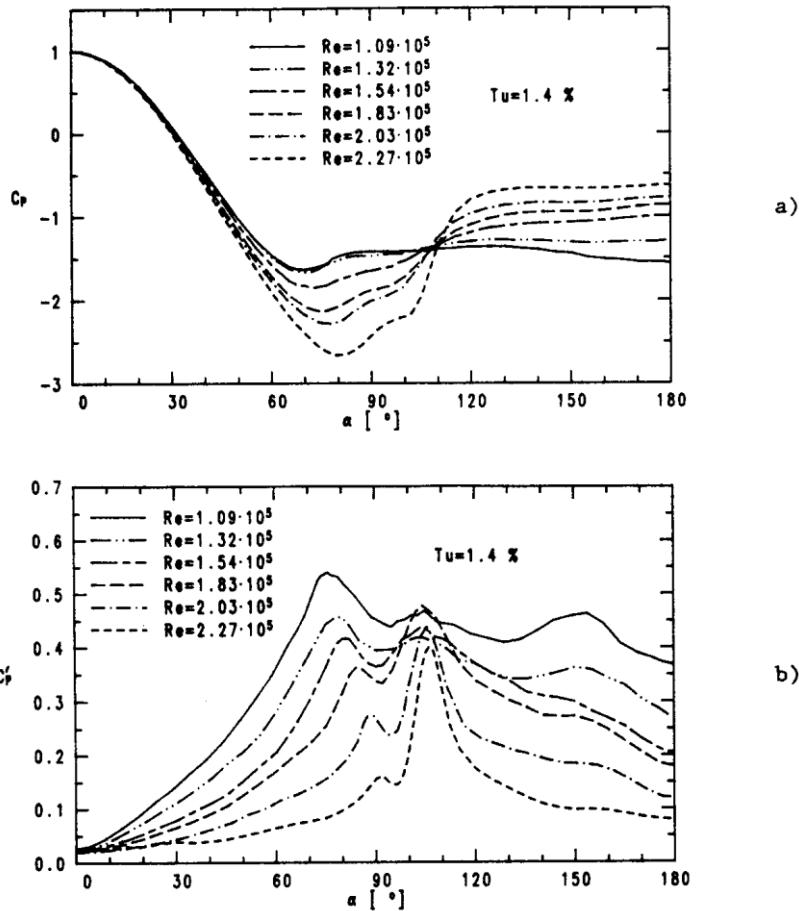 1
0
-1
-2
-3
Cp
Re=1.09·10⁵
Re=1.32·10⁵
Re=1.54·10⁵
Re=1.83·10⁵
Re=2.03·10⁵
Re=2.27·10⁵
Tu=1.4 %
a)
0 30 60 90 120 150 180
α [ °]
0.7
0.6
0.5
0.4
0.3
0.2
0.1
0.0
C'p
Re=1.09·10⁵
Re=1.32·10⁵
Re=1.54·10⁵
Re=1.83·10⁵
Re=2.03·10⁵
Re=2.27·10⁵
Tu=1.4 %
b)
0 30 60 90 120 150 180
α [ °]